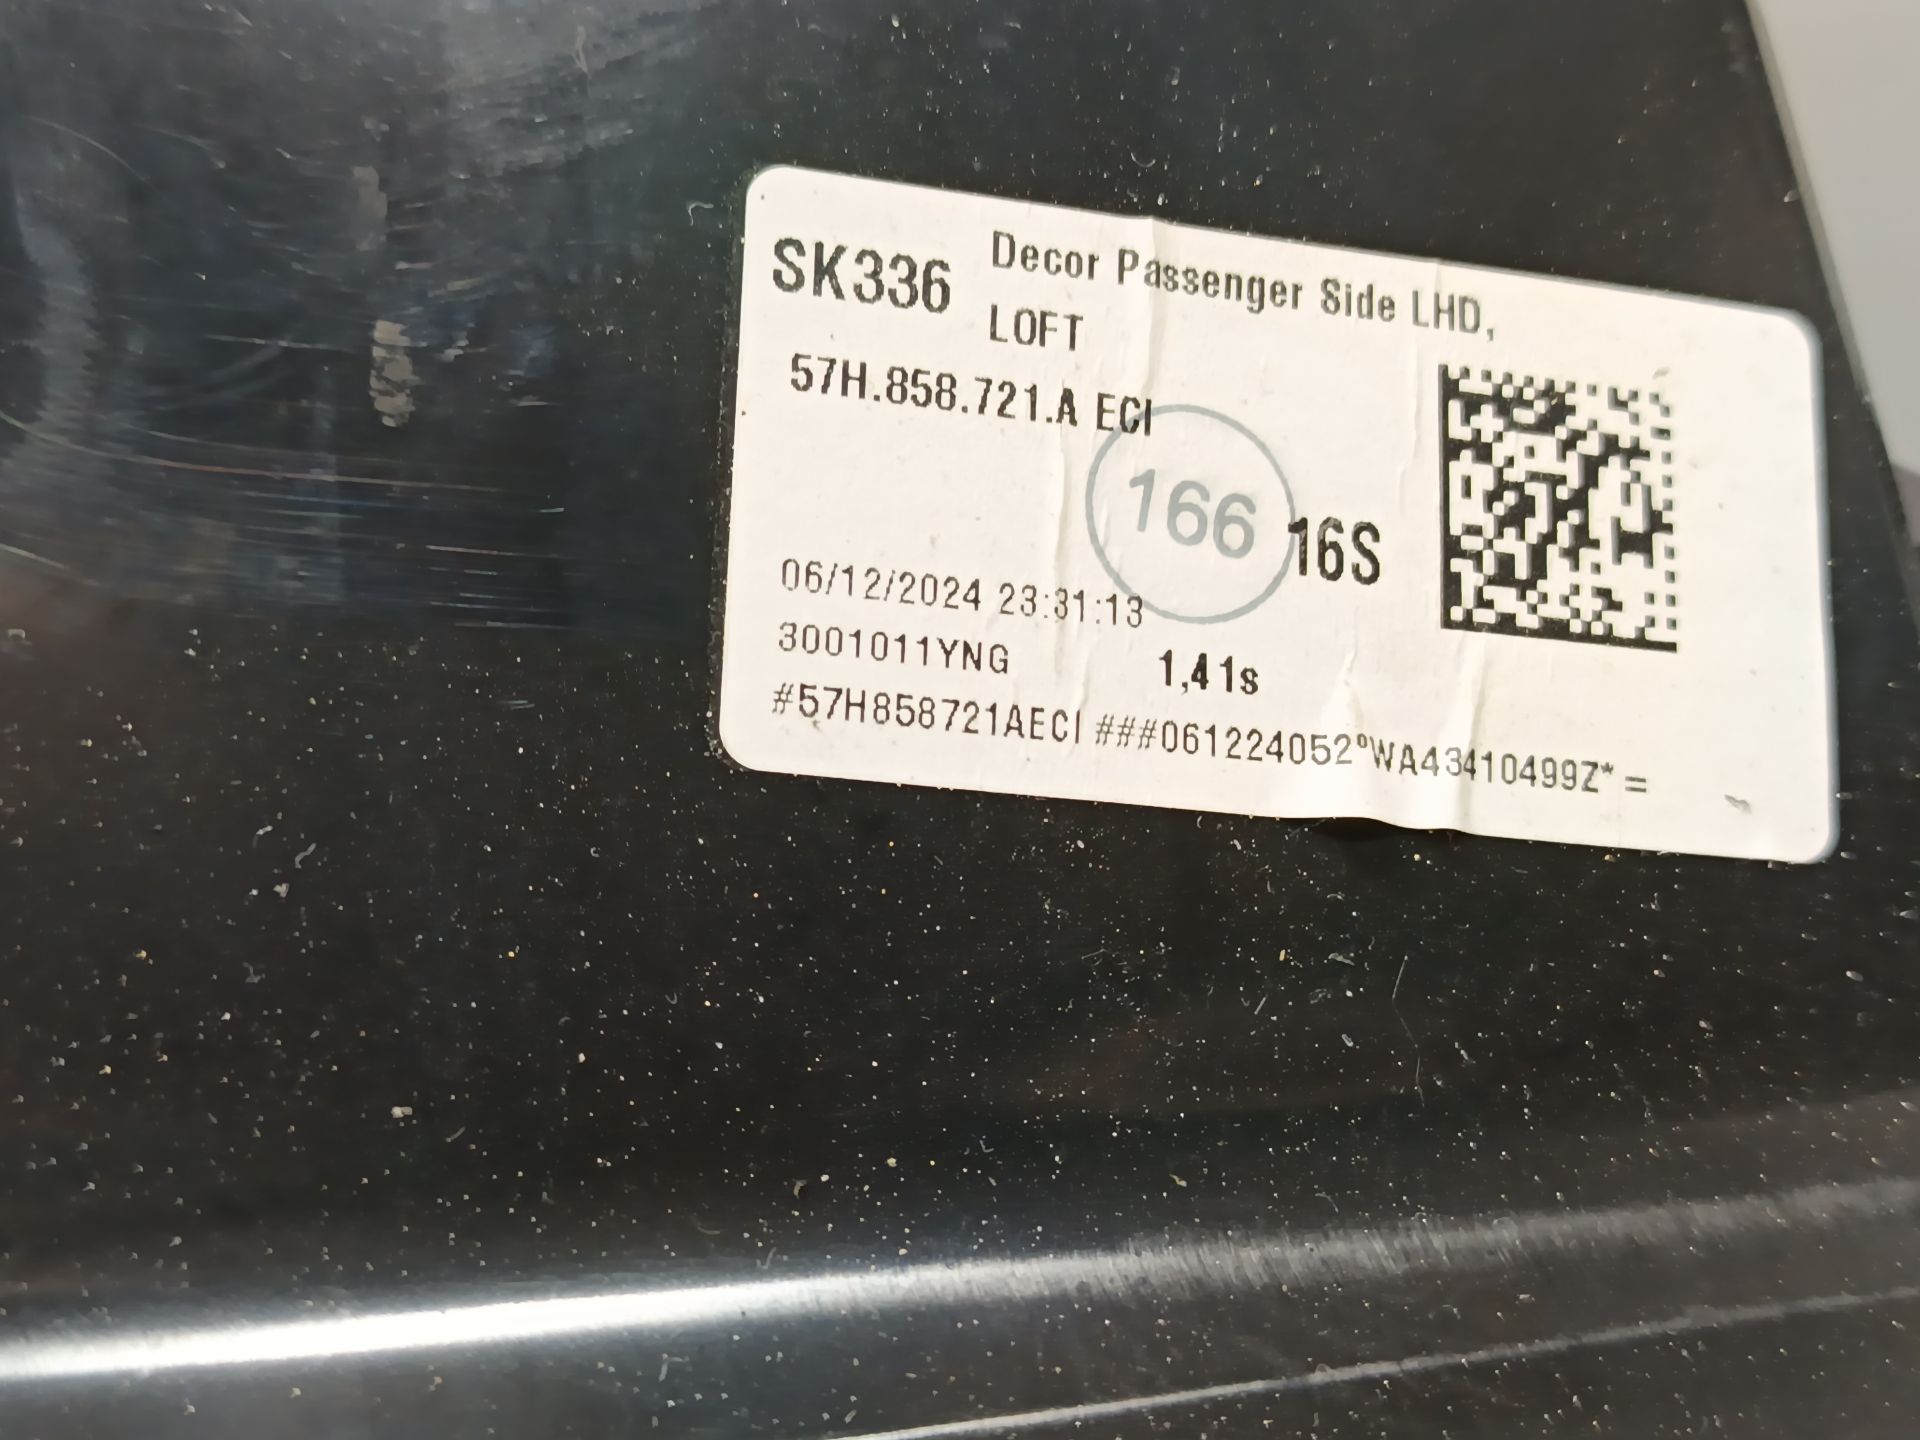 SK336 Decor Passenger Side LHD,
LOFT
57H.858.721.A ECI
166
16S
06/12/2024 23:31:13
3001011YNG 1,41s
#57H858721AECI ###061224052°WA43410499Z*=